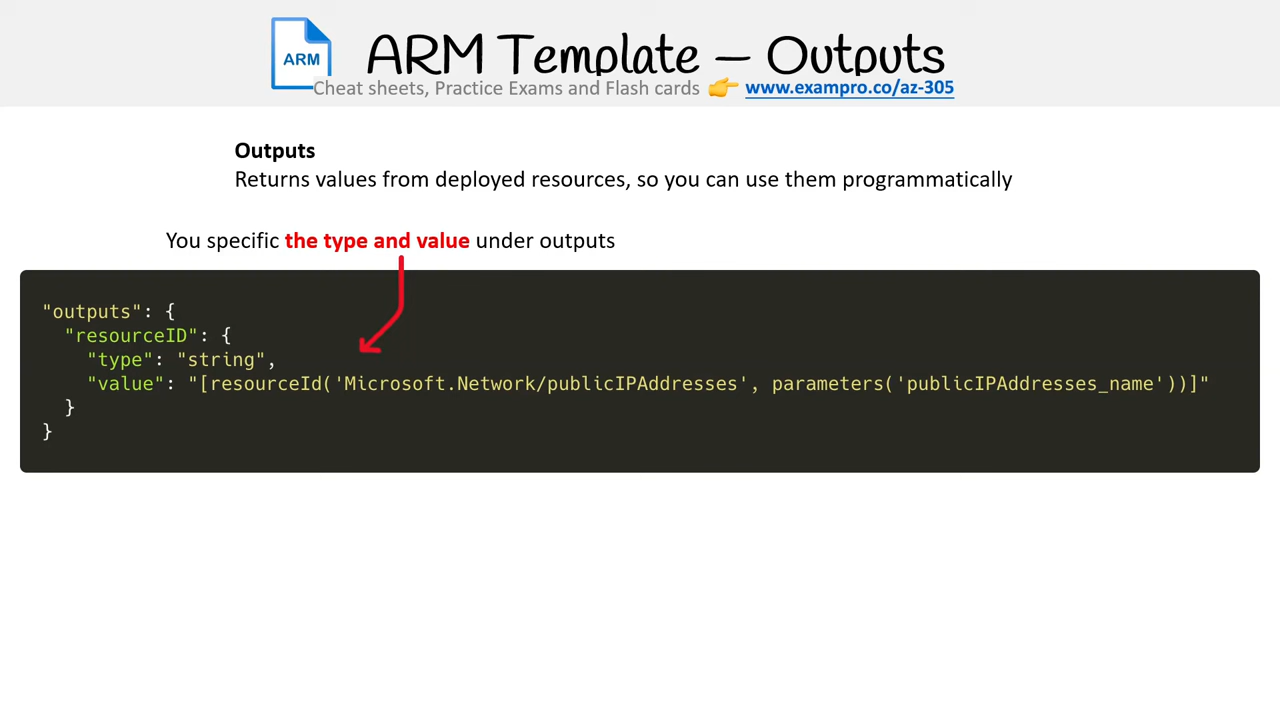 ARM
ARM Template – Outputs
Cheat sheets, Practice Exams and Flash cards 👉 www.exampro.co/az-305
Outputs
Returns values from deployed resources, so you can use them programmatically
You specific the type and value under outputs
"outputs": {
  "resourceID": {
    "type": "string",
    "value": "[resourceId('Microsoft.Network/publicIPAddresses', parameters('publicIPAddresses_name'))]"
  }
}